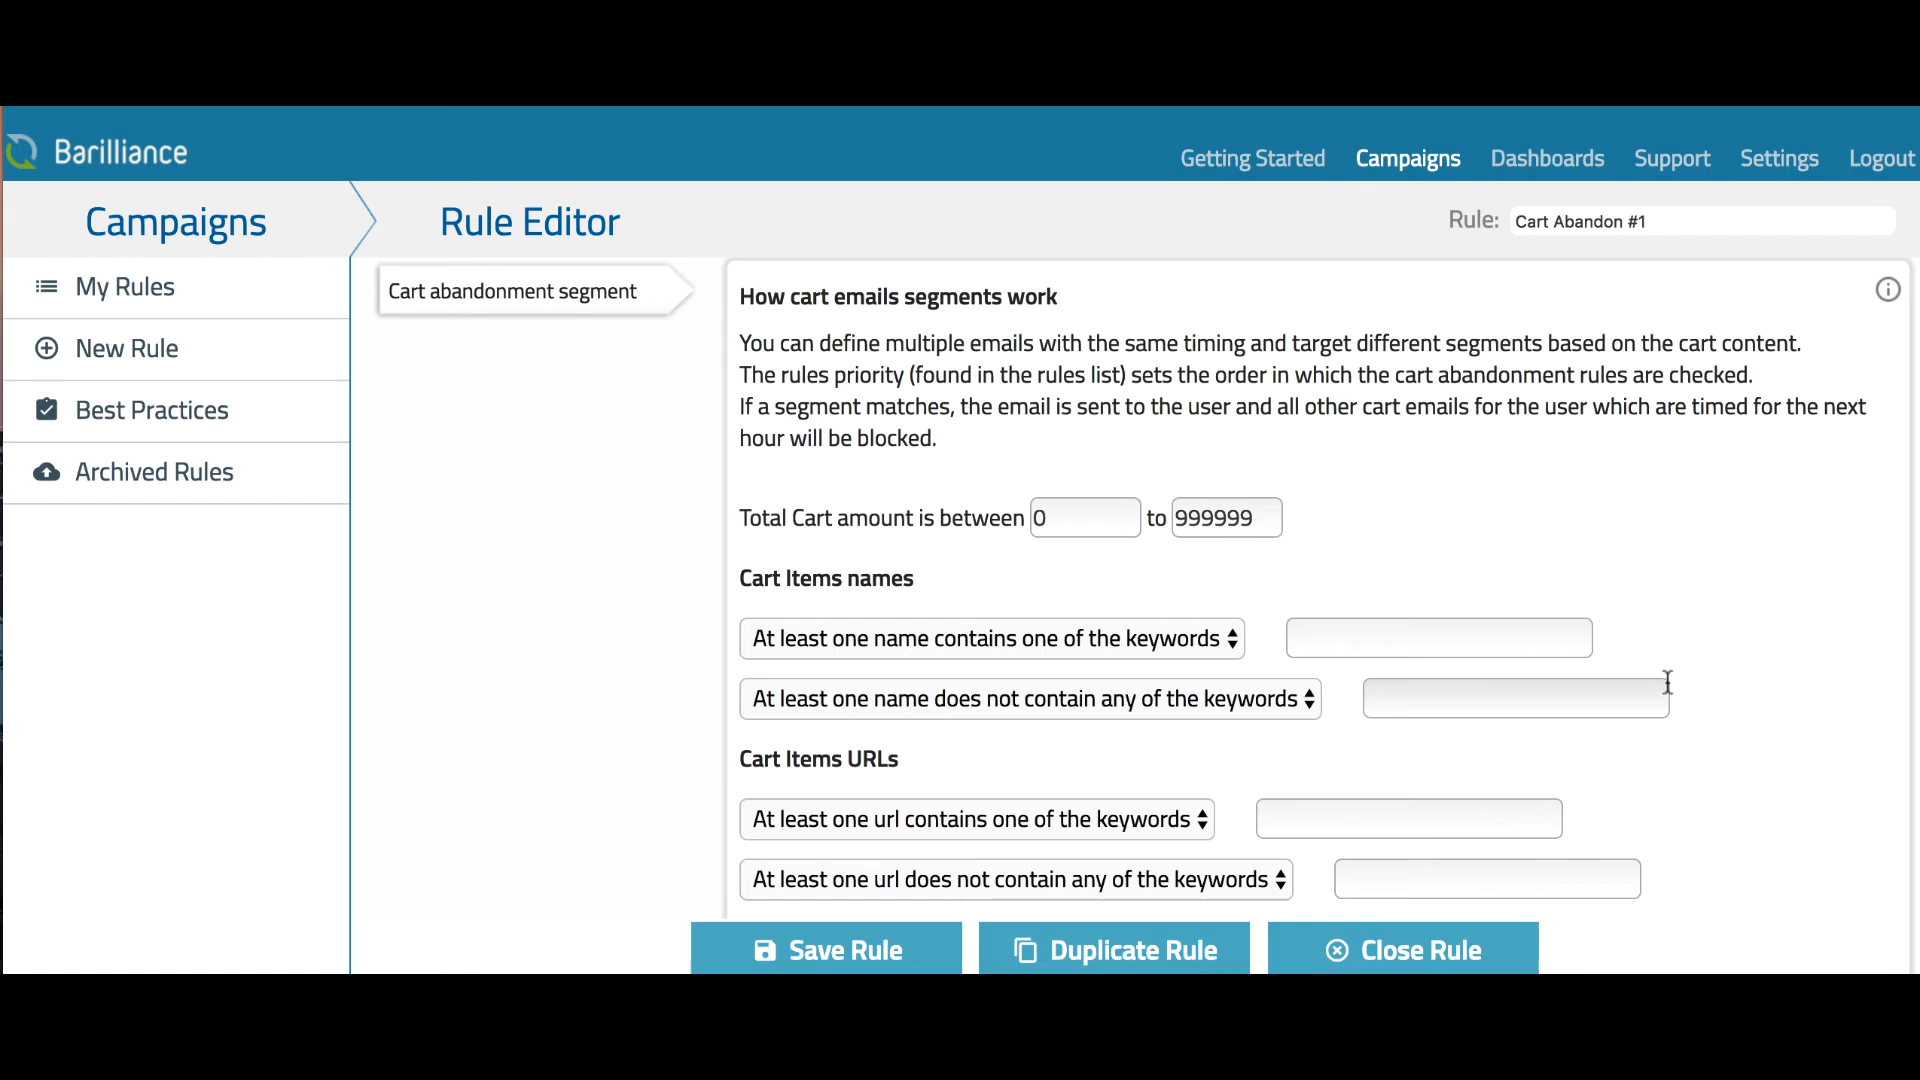 Barilliance
Getting Started Campaigns Dashboards Support Settings Logout
Campaigns
Rule Editor
Rule: Cart Abandon #1
My Rules
New Rule
Best Practices
Archived Rules
Cart abandonment segment
How cart emails segments work
You can define multiple emails with the same timing and target different segments based on the cart content.
The rules priority (found in the rules list) sets the order in which the cart abandonment rules are checked.
If a segment matches, the email is sent to the user and all other cart emails for the user which are timed for the next
hour will be blocked.
Total Cart amount is between 0 to 999999
Cart Items names
At least one name contains one of the keywords
At least one name does not contain any of the keywords
Cart Items URLs
At least one url contains one of the keywords
At least one url does not contain any of the keywords
Save Rule Duplicate Rule Close Rule